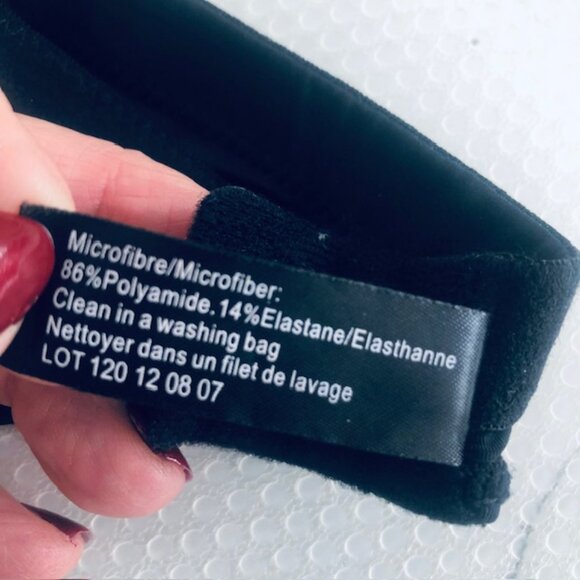 Microfibre/Microfiber:
86%Polyamide.14%Elastane/Elasthanne
Clean in a washing bag
Nettoyer dans un filet de lavage
LOT 120 12 08 07